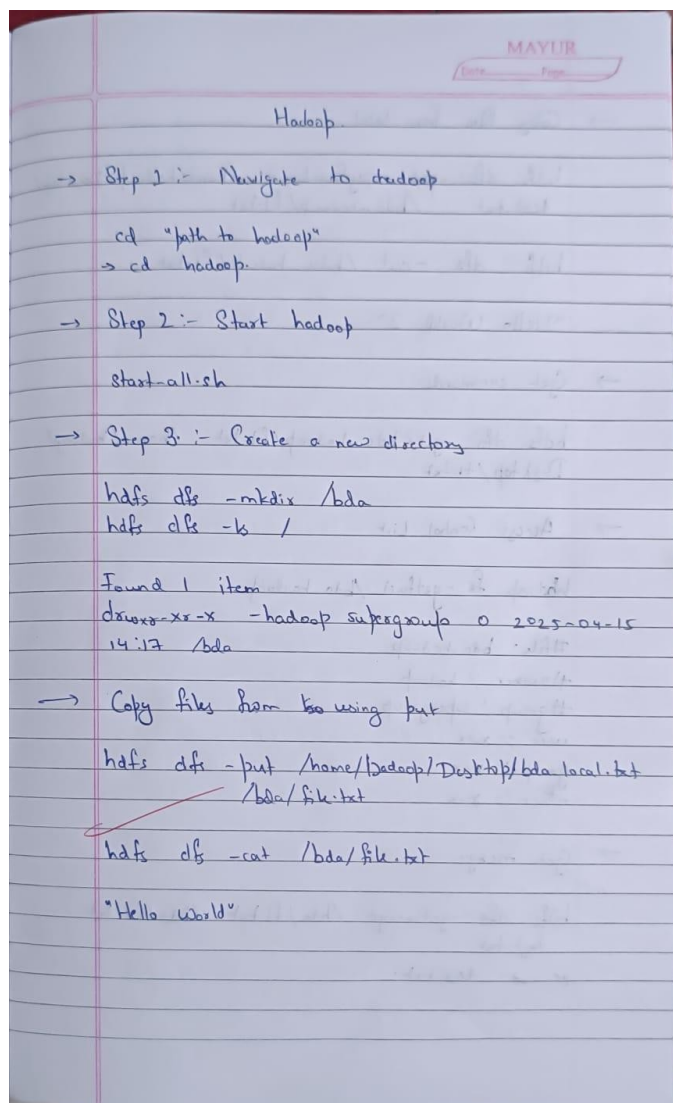 MAYUR
Date Page
Hadoop.
→ Step 1 :- Navigate to hadoop
cd "path to hadoop"
→ cd hadoop.
→ Step 2 :- Start hadoop
start-all.sh
→ Step 3. :- Create a new directory
hdfs dfs -mkdir /bda
hdfs dfs -ls /
Found 1 item
drwxr-xr-x -hadoop supergroup 0 2025-04-15
14:17 /bda
→ Copy files from using put
hdfs dfs -put /home/hadoop/Desktop/bda local.txt
/bda/file.txt
hdfs dfs -cat /bda/file.txt
"Hello world"